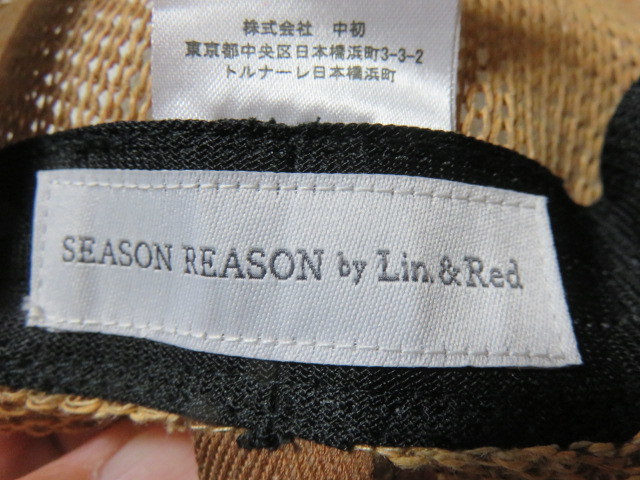 株式会社 中初
東京都中央区日本橋浜町3-3-2
トルナーレ日本橋浜町
SEASON REASON by Lin.&Red